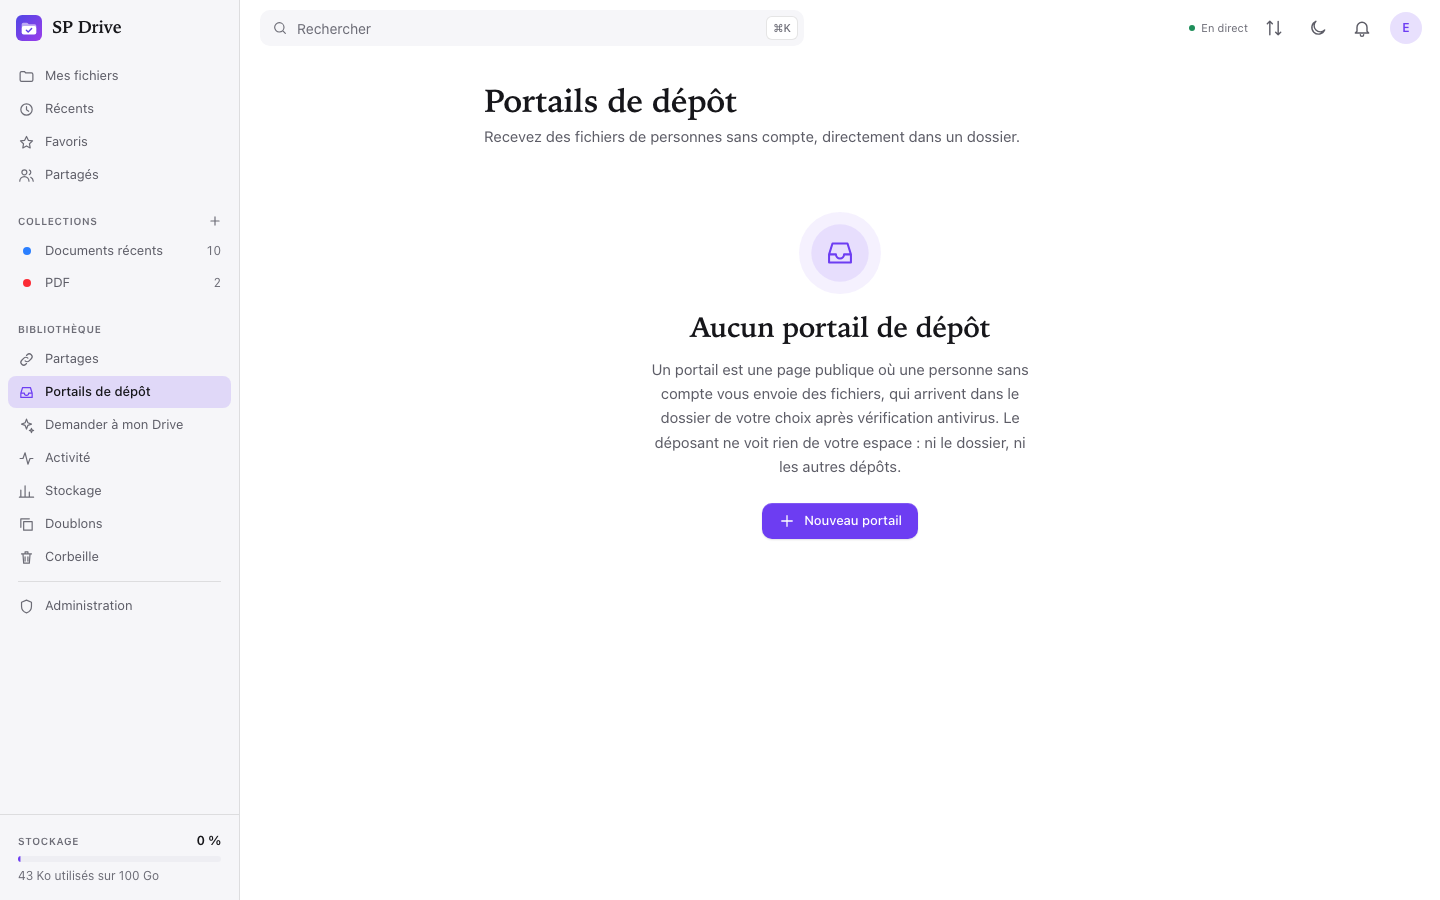 SP Drive
Rechercher
⌘K
En direct
E
Mes fichiers
Récents
Favoris
Partagés
COLLECTIONS
Documents récents 10
PDF 2
BIBLIOTHÈQUE
Partages
Portails de dépôt
Demander à mon Drive
Activité
Stockage
Doublons
Corbeille
Administration
STOCKAGE 0 %
43 Ko utilisés sur 100 Go
Portails de dépôt
Recevez des fichiers de personnes sans compte, directement dans un dossier.
Aucun portail de dépôt
Un portail est une page publique où une personne sans
compte vous envoie des fichiers, qui arrivent dans le
dossier de votre choix après vérification antivirus. Le
déposant ne voit rien de votre espace : ni le dossier, ni
les autres dépôts.
Nouveau portail